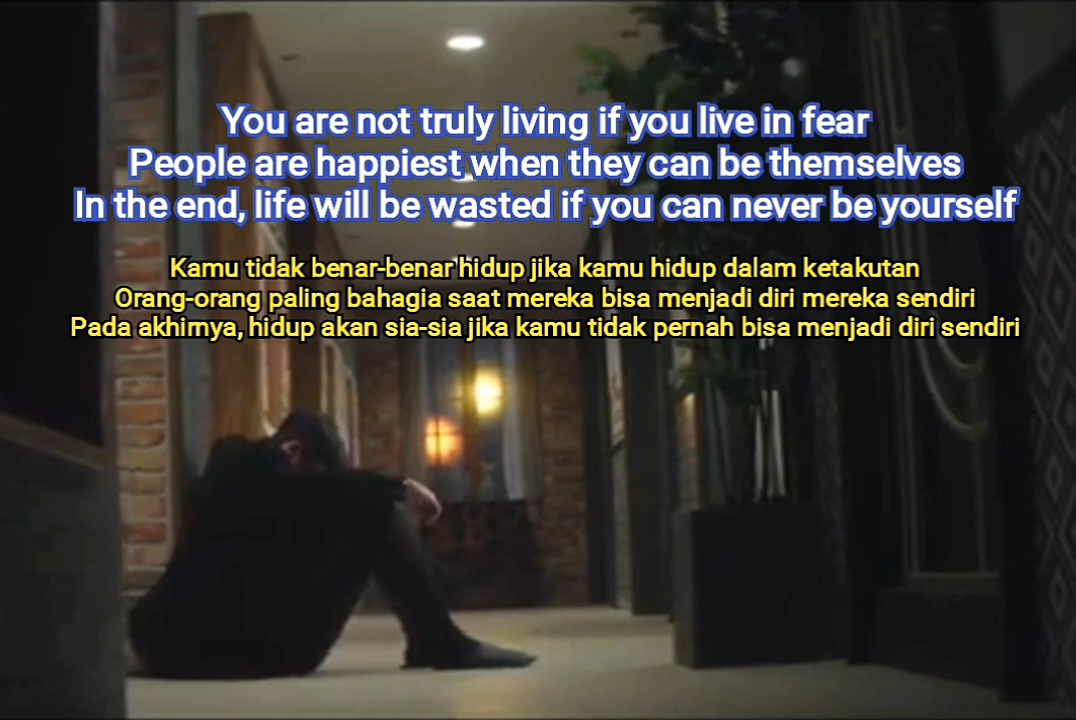 You are not truly living if you live in fear
People are happiest when they can be themselves
In the end, life will be wasted if you can never be yourself
Kamu tidak benar-benar hidup jika kamu hidup dalam ketakutan
Orang-orang paling bahagia saat mereka bisa menjadi diri mereka sendiri
Pada akhirnya, hidup akan sia-sia jika kamu tidak pernah bisa menjadi diri sendiri